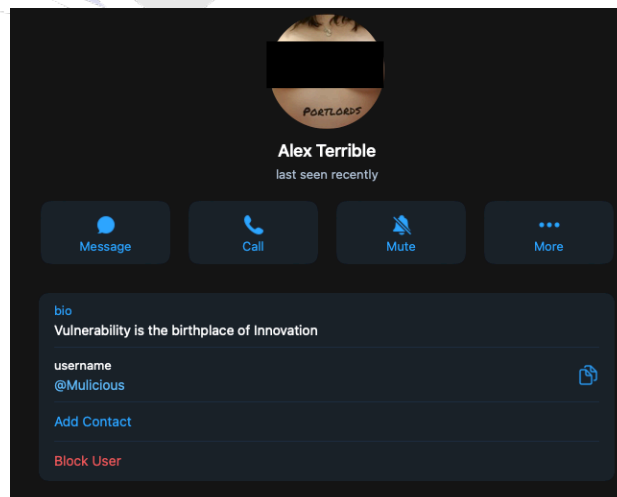 PORTLORDS
Alex Terrible
last seen recently
Message Call Mute More
bio
Vulnerability is the birthplace of Innovation
username
@Mulicious
Add Contact
Block User